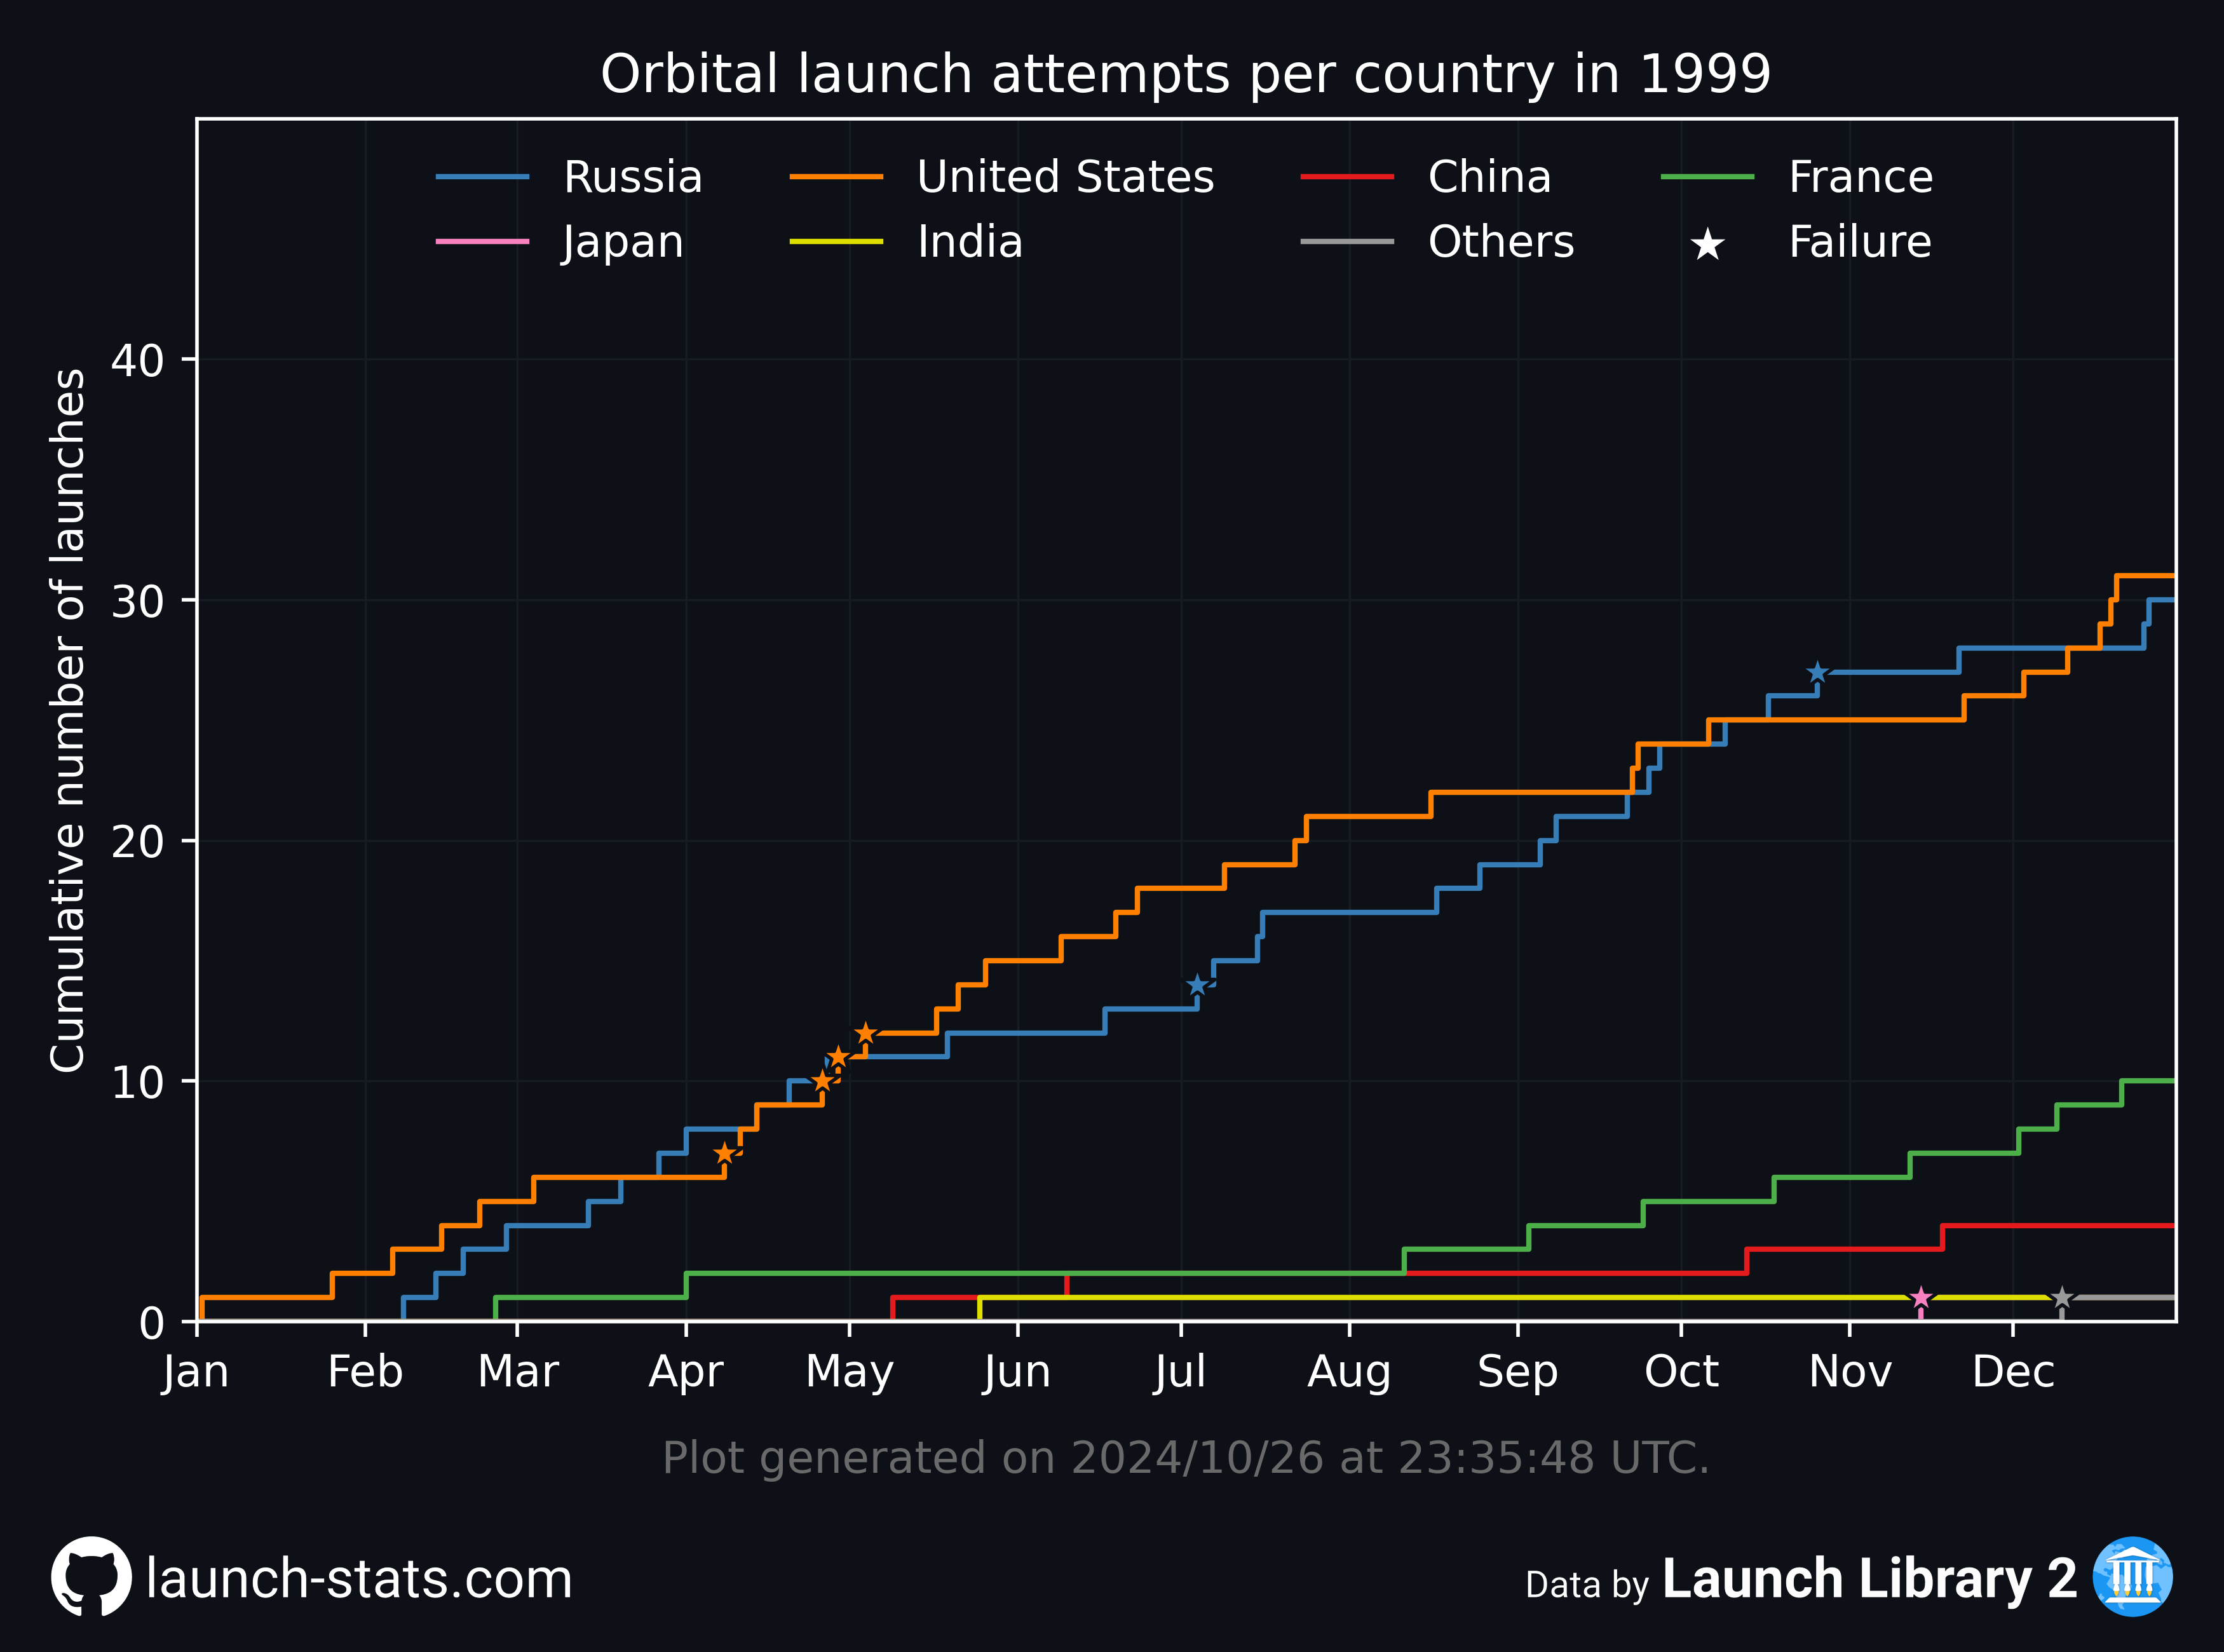 Orbital launch attempts per country in 1999
Russia United States China France
Japan India Others Failure
Cumulative number of launches
40
30
20
10
0
Jan Feb Mar Apr May Jun Jul Aug Sep Oct Nov Dec
Plot generated on 2024/10/26 at 23:35:48 UTC.
launch-stats.com
Data by Launch Library 2